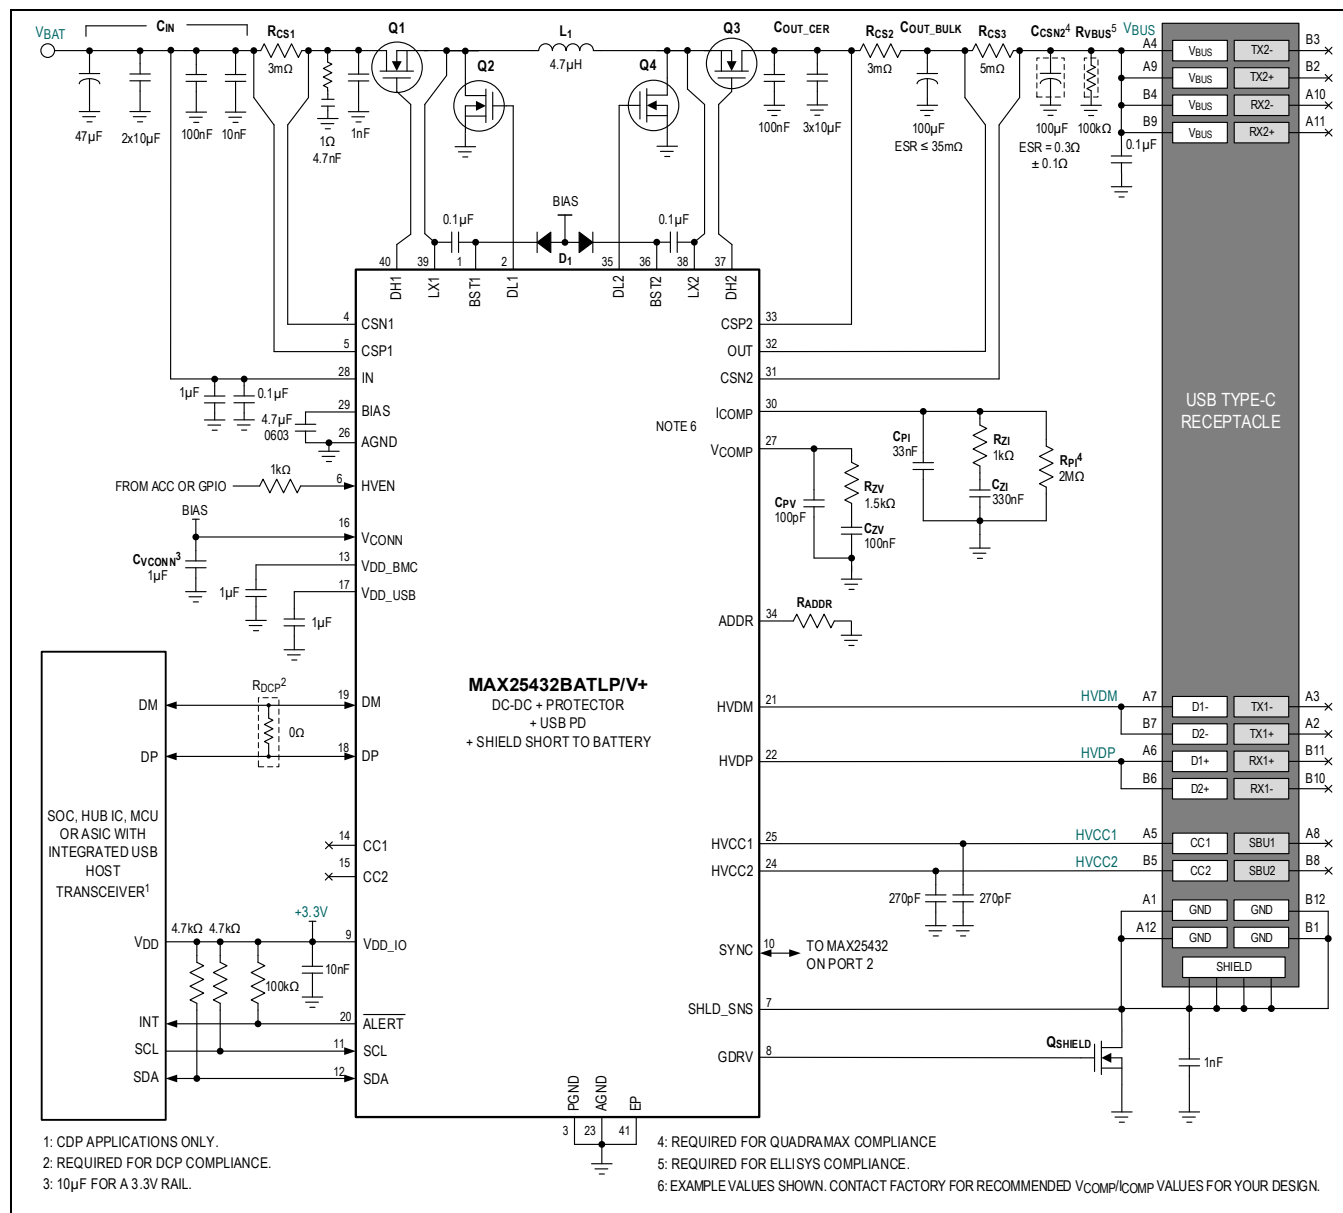 VBAT
CIN
RCS1
3mΩ
Q1
L1
4.7µH
Q3
COUT_CER
RCS2
3mΩ
COUT_BULK
RCS3
5mΩ
CCSN2⁴
RVBUS⁵
VBUS
Q2
Q4
47µF
2x10µF
100nF
10nF
1Ω
4.7nF
1nF
100nF
3x10µF
100µF
ESR ≤ 35mΩ
100µF
ESR = 0.3Ω
± 0.1Ω
100kΩ
0.1µF
A4
VBUS
TX2-
B3
A9
VBUS
TX2+
B2
B4
VBUS
RX2-
A10
B9
VBUS
RX2+
A11
BIAS
0.1µF
0.1µF
D1
40
39
1
2
35
36
38
37
DH1
LX1
BST1
DL1
DL2
BST2
LX2
DH2
4
CSN1
5
CSP1
28
IN
1µF
0.1µF
29
BIAS
4.7µF
0603
26
AGND
1kΩ
FROM ACC OR GPIO
6
HVEN
BIAS
16
VCONN
CVCONN³
1µF
13
VDD_BMC
1µF
17
VDD_USB
1µF
CSP2
33
OUT
32
CSN2
31
ICOMP
30
NOTE 6
VCOMP
27
CPI
33nF
RZI
1kΩ
CZI
330nF
RPI⁴
2MΩ
CPV
100pF
RZV
1.5kΩ
CZV
100nF
ADDR
34
RADDR
USB TYPE-C
RECEPTACLE
MAX25432BATLP/V+
DC-DC + PROTECTOR
+ USB PD
+ SHIELD SHORT TO BATTERY
DM
RDCP²
0Ω
19
DM
DP
18
DP
SOC, HUB IC, MCU
OR ASIC WITH
INTEGRATED USB
HOST
TRANSCEIVER¹
14
CC1
15
CC2
+3.3V
4.7kΩ
4.7kΩ
VDD
9
VDD_IO
10nF
100kΩ
INT
20
ALERT
SCL
11
SCL
SDA
12
SDA
HVDM
21
HVDM
A7
D1-
TX1-
A3
B7
D2-
TX1+
A2
HVDP
22
HVDP
A6
D1+
RX1+
B11
B6
D2+
RX1-
B10
HVCC1
25
HVCC1
A5
CC1
SBU1
A8
HVCC2
24
HVCC2
B5
CC2
SBU2
B8
270pF
270pF
A1
GND
GND
B12
A12
GND
GND
B1
SHIELD
SYNC
10
TO MAX25432
ON PORT 2
SHLD_SNS
7
GDRV
8
QSHIELD
1nF
PGND
AGND
EP
3
23
41
1: CDP APPLICATIONS ONLY.
2: REQUIRED FOR DCP COMPLIANCE.
3: 10µF FOR A 3.3V RAIL.
4: REQUIRED FOR QUADRAMAX COMPLIANCE
5: REQUIRED FOR ELLISYS COMPLIANCE.
6: EXAMPLE VALUES SHOWN. CONTACT FACTORY FOR RECOMMENDED VCOMP/ICOMP VALUES FOR YOUR DESIGN.